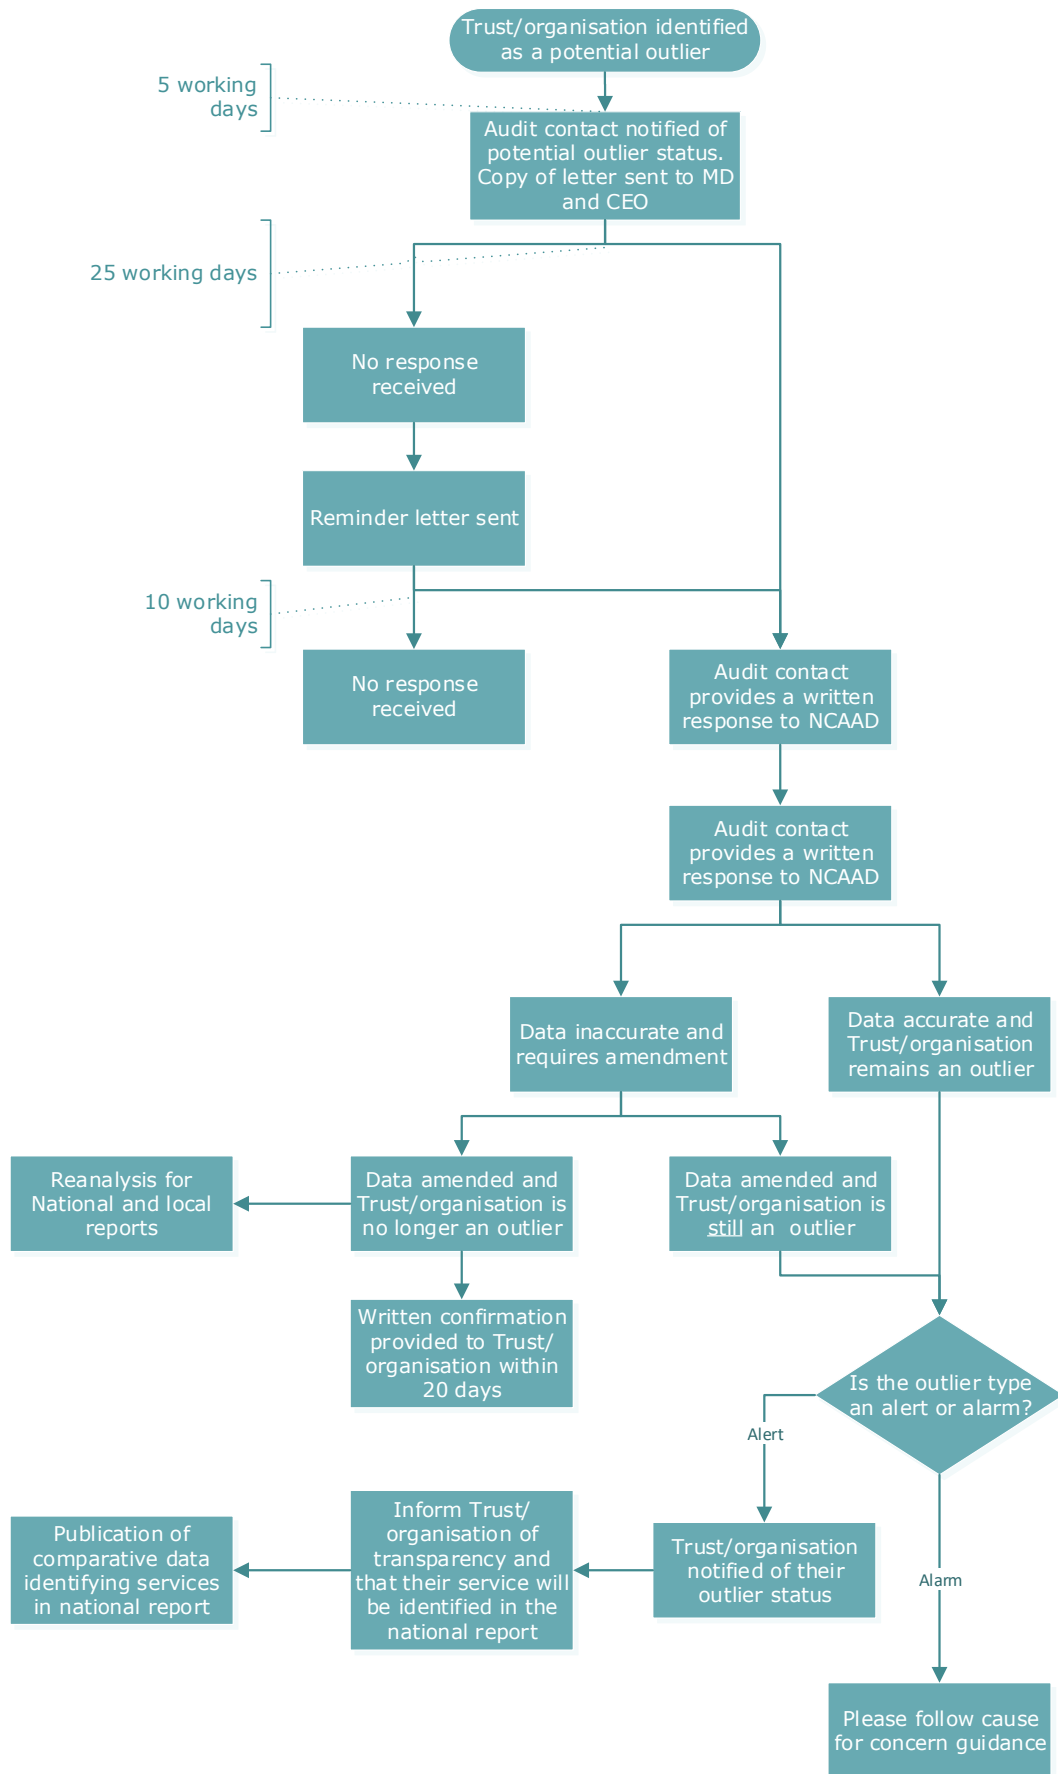 Trust/organisation identified
as a potential outlier
5 working
days
Audit contact notified of
potential outlier status.
Copy of letter sent to MD
and CEO
25 working days
No response
received
Reminder letter sent
10 working
days
No response
received
Audit contact
provides a written
response to NCAAD
Audit contact
provides a written
response to NCAAD
Data inaccurate and
requires amendment
Data accurate and
Trust/organisation
remains an outlier
Reanalysis for
National and local
reports
Data amended and
Trust/organisation is
no longer an outlier
Data amended and
Trust/organisation is
still an outlier
Written confirmation
provided to Trust/
organisation within
20 days
Is the outlier type
an alert or alarm?
Alert
Publication of
comparative data
identifying services
in national report
Inform Trust/
organisation of
transparency and
that their service will
be identified in the
national report
Trust/organisation
notified of their
outlier status
Alarm
Please follow cause
for concern guidance